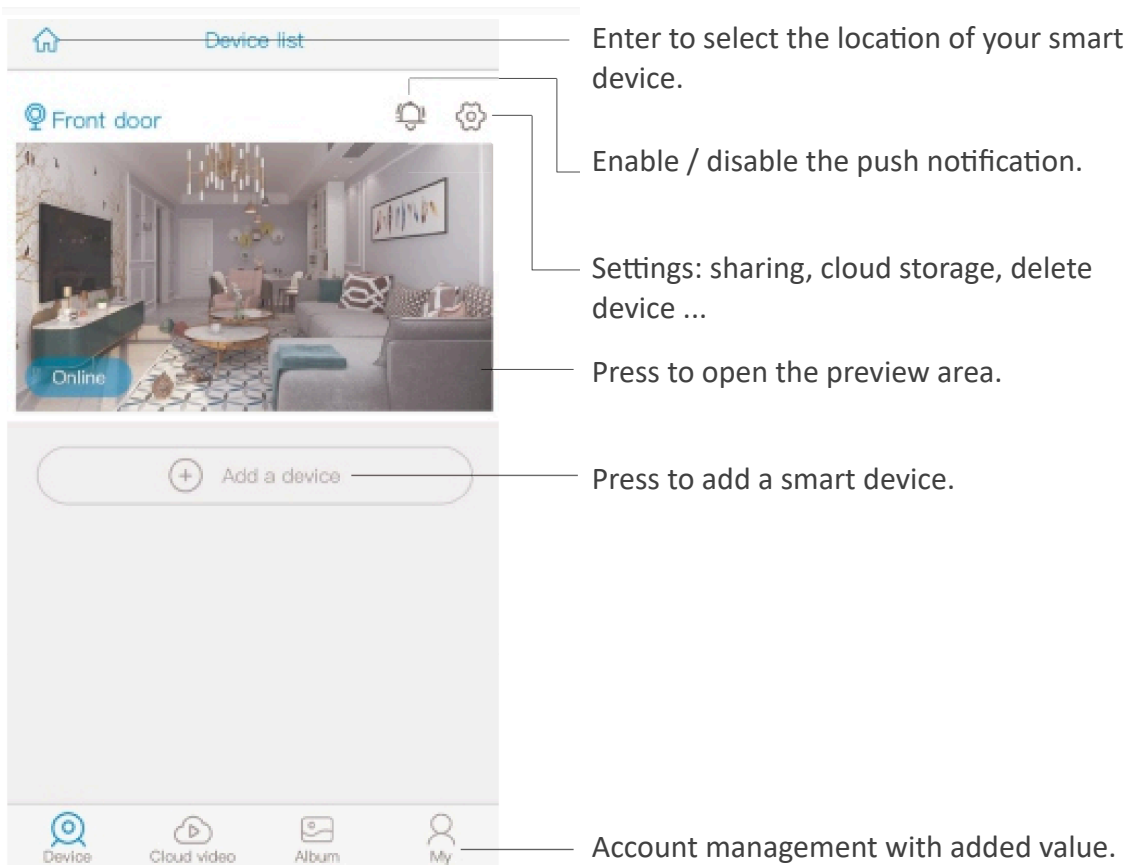 Device list
Enter to select the location of your smart
device.
Front door
Enable / disable the push notification.
Settings: sharing, cloud storage, delete
device ...
Online
Press to open the preview area.
Add a device
Press to add a smart device.
Device
Cloud video
Album
My
Account management with added value.